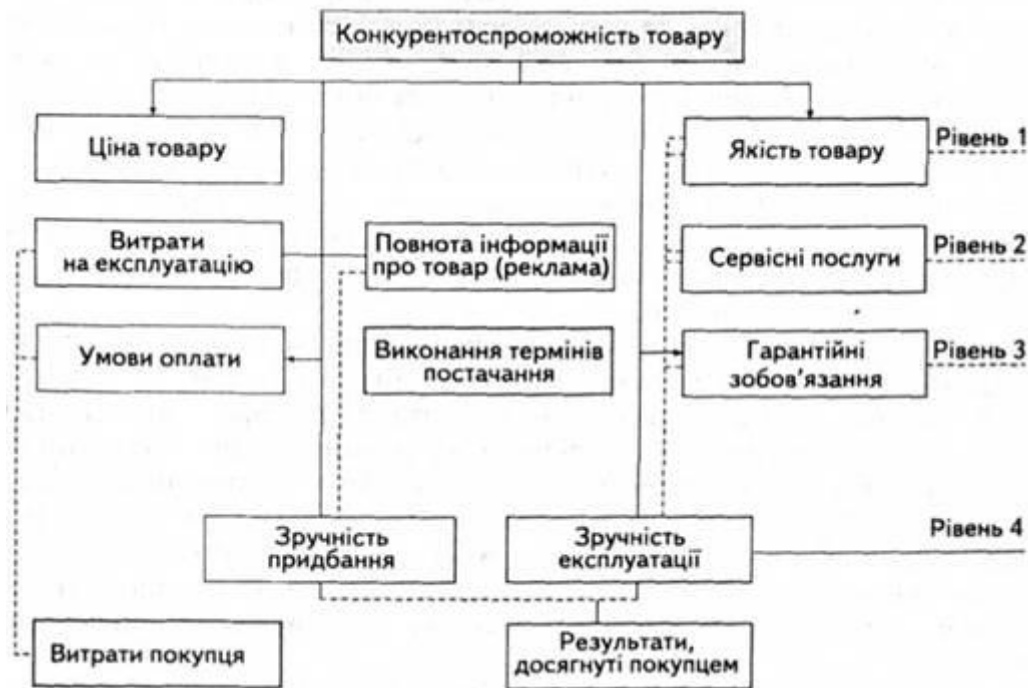 Конкурентоспроможність товару
Ціна товару
Якість товару
Рівень 1
Витрати
на експлуатацію
Повнота інформації
про товар (реклама)
Сервісні послуги
Рівень 2
Умови оплати
Виконання термінів
постачання
Гарантійні
зобов'язання
Рівень 3
Зручність
придбання
Зручність
експлуатації
Рівень 4
Витрати покупця
Результати,
досягнуті покупцем